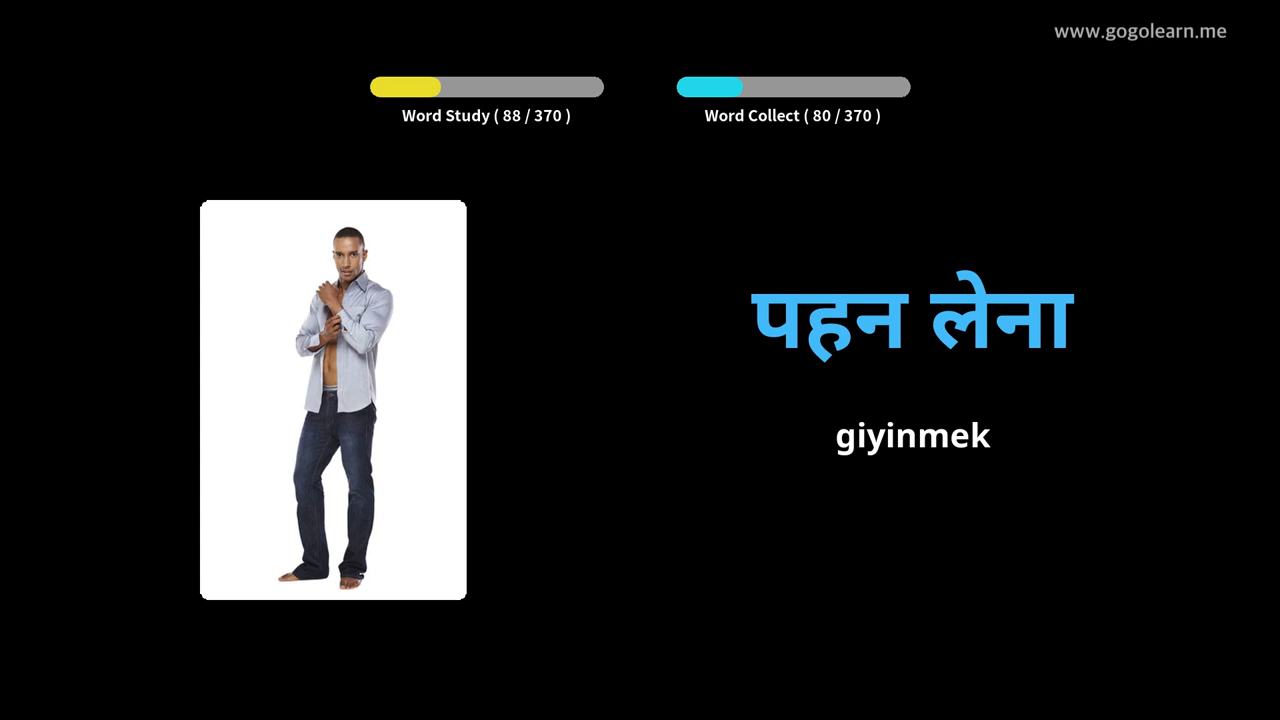 www.gogolearn.me
Word Study ( 88 / 370 )
Word Collect ( 80 / 370 )
पहन लेना
giyinmek